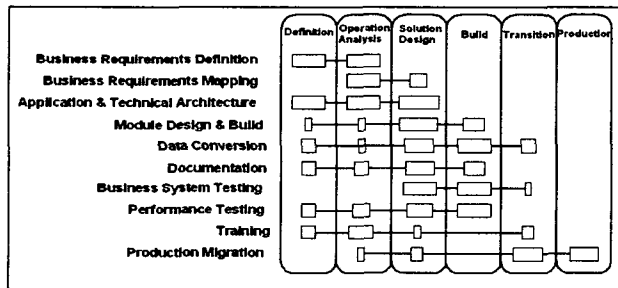 Definition Operation Analysis Solution Design Build Transition Production
Business Requirements Definition
Business Requirements Mapping
Application & Technical Architecture
Module Design & Build
Data Conversion
Documentation
Business System Testing
Performance Testing
Training
Production Migration